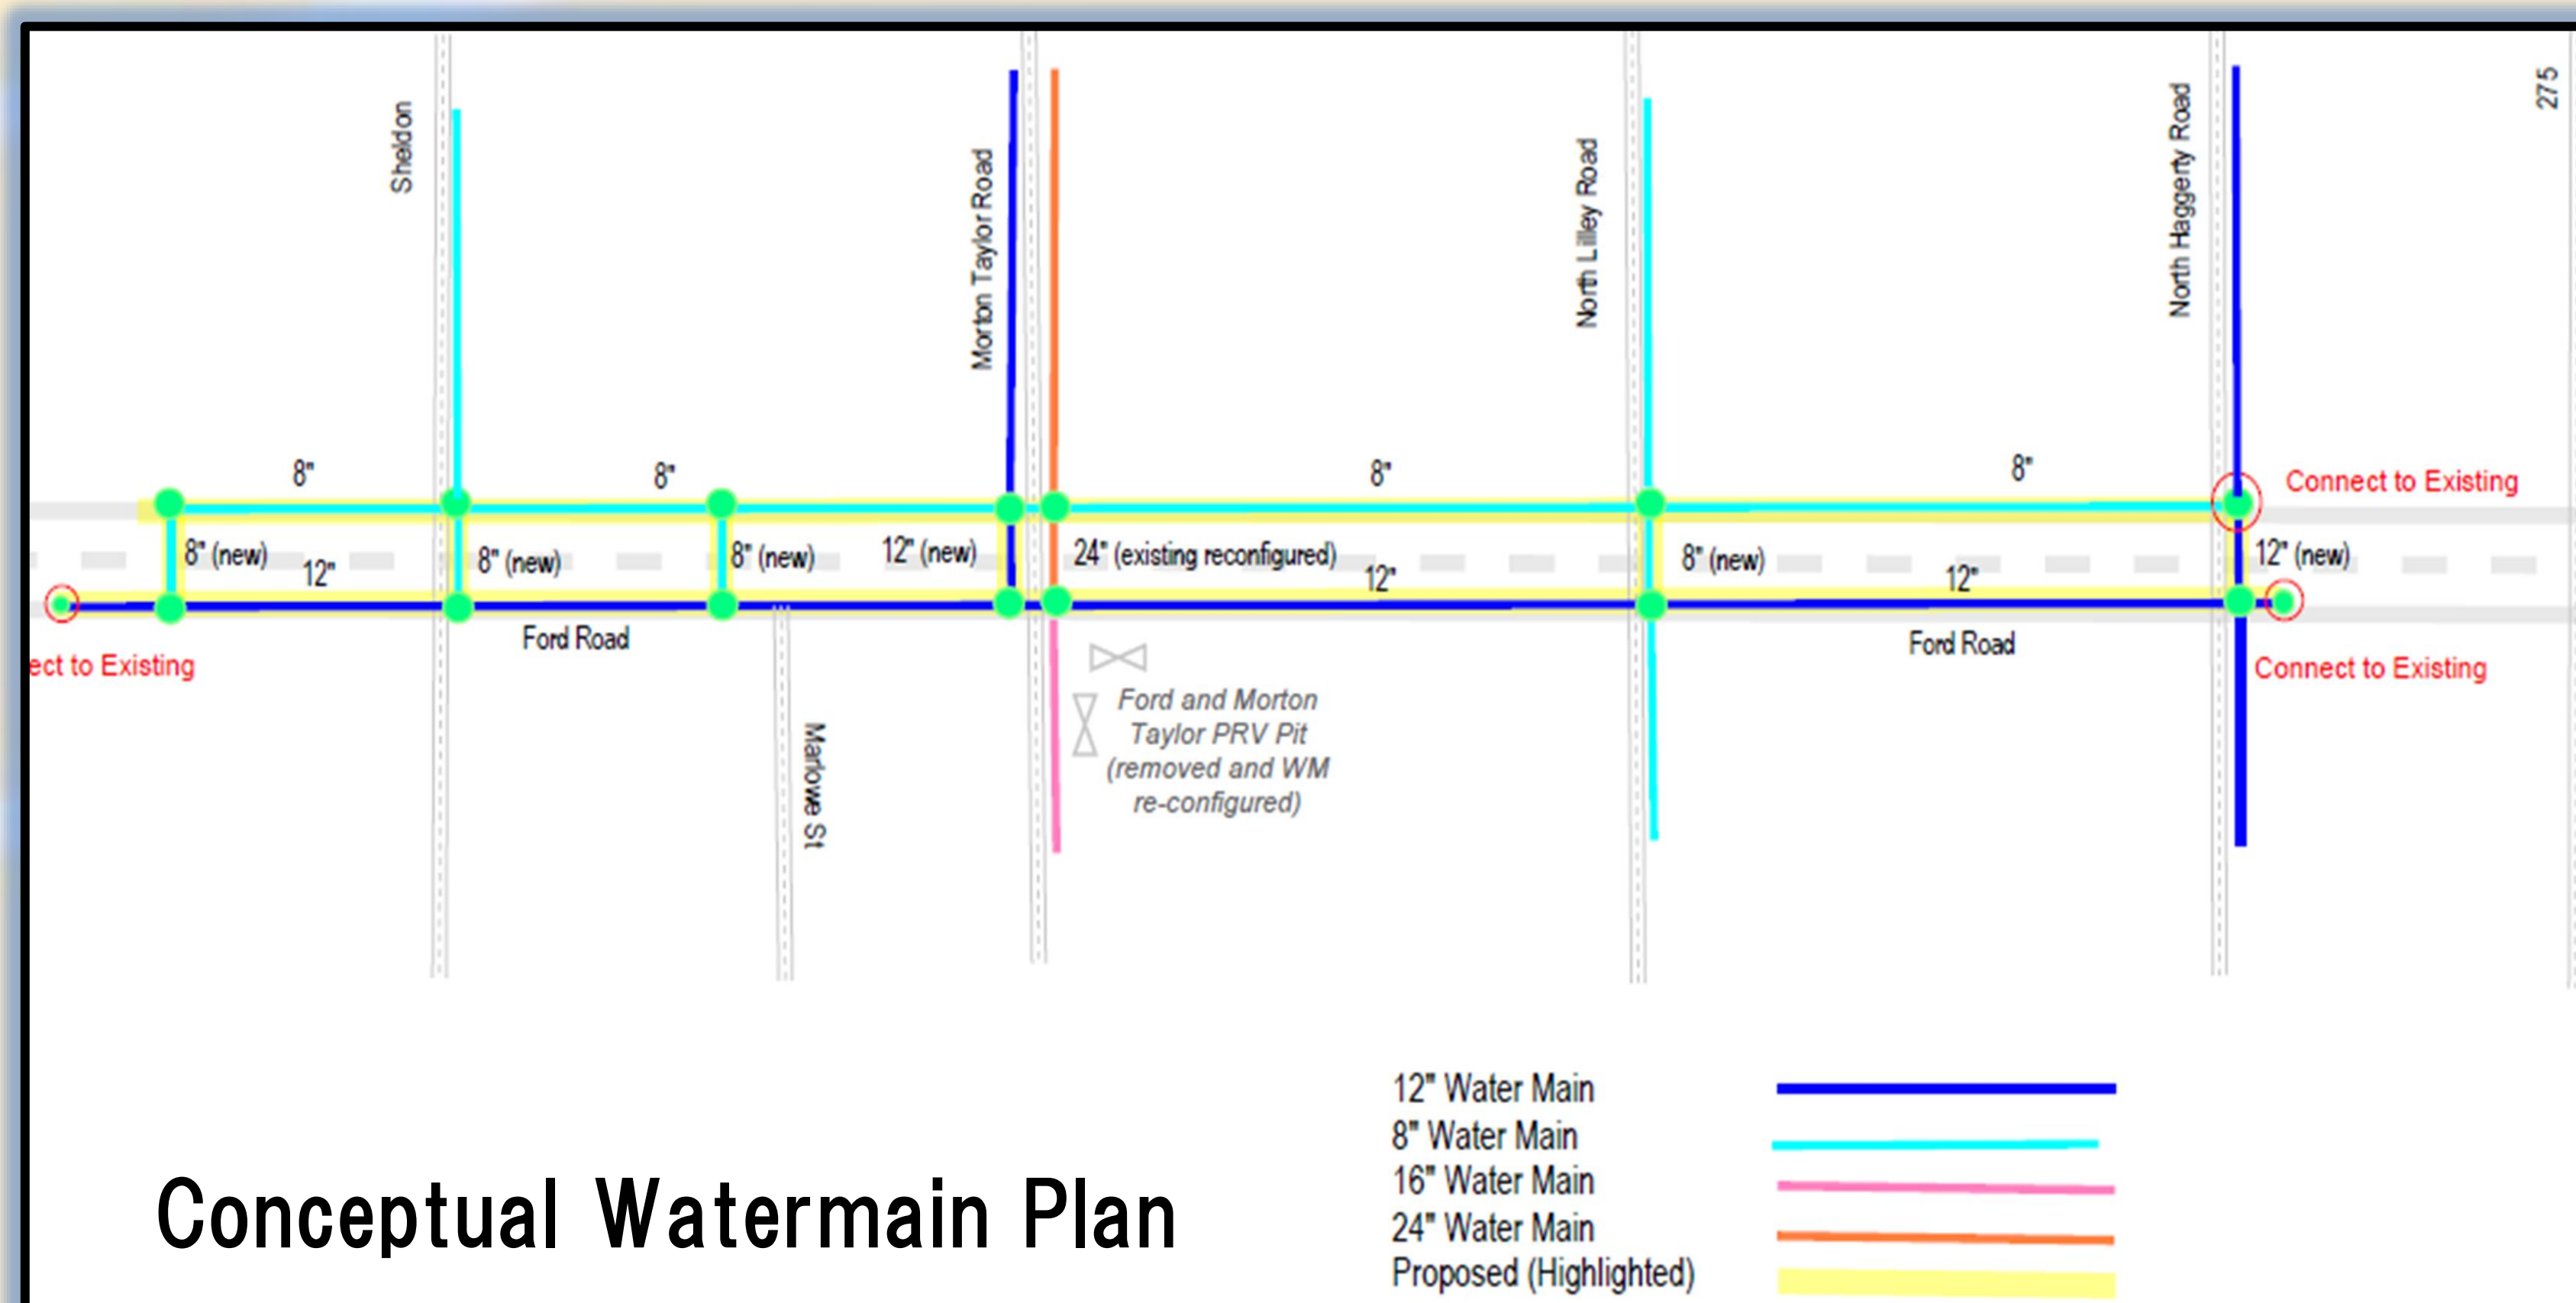 Sheldon
Morton Taylor Road
North Lilley Road
North Haggerty Road
275
8"
8"
8"
8"
Connect to Existing
8" (new)
12"
8" (new)
8" (new)
12" (new)
24" (existing reconfigured)
12"
8" (new)
12"
12" (new)
Ford Road
Ford Road
ect to Existing
Connect to Existing
Marlowe St
Ford and Morton
Taylor PRV Pit
(removed and WM
re-configured)
12" Water Main
8" Water Main
16" Water Main
24" Water Main
Proposed (Highlighted)
Conceptual Watermain Plan